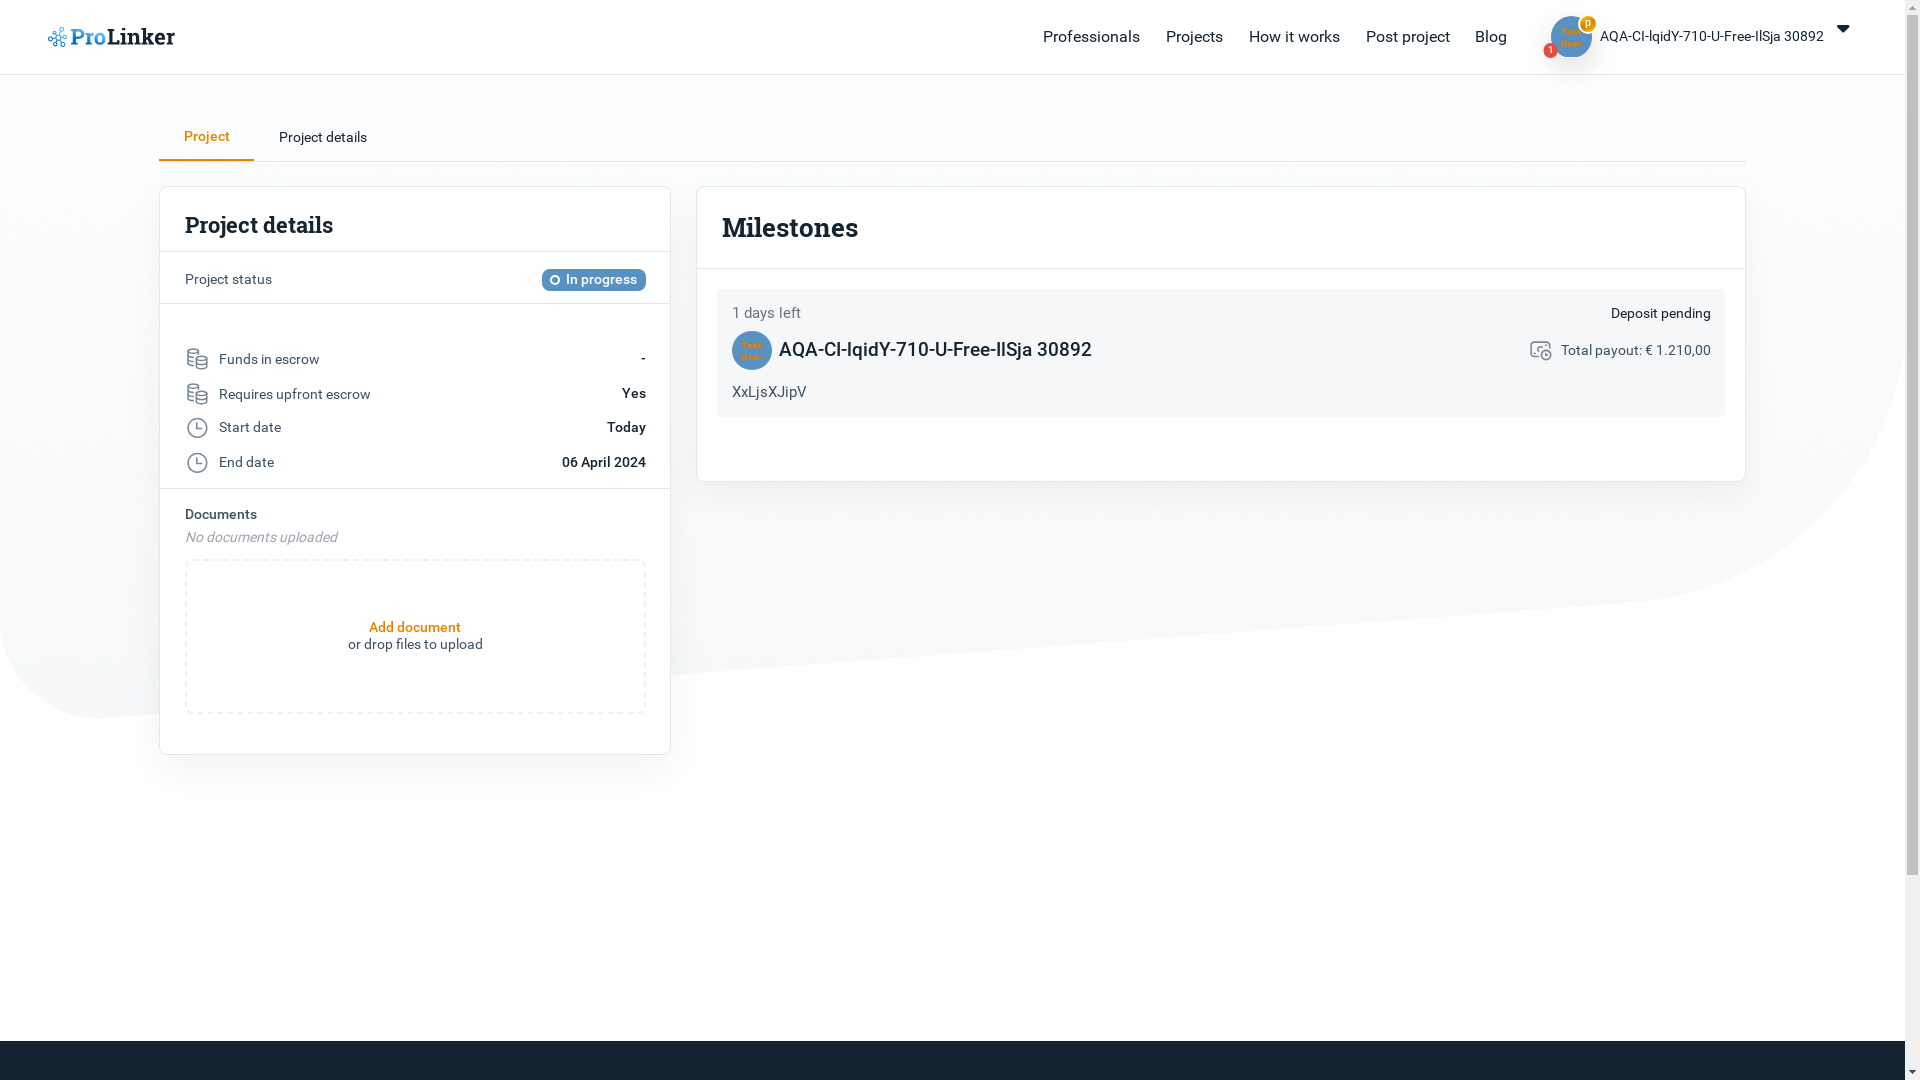 ProLinker
Professionals
Projects
How it works
Post project
Blog
Test
User
p
1
AQA-CI-lqidY-710-U-Free-IlSja 30892
Project
Project details
Project details
Project status
In progress
Funds in escrow
-
Requires upfront escrow
Yes
Start date
Today
End date
06 April 2024
Documents
No documents uploaded
Add document
or drop files to upload
Milestones
1 days left
Deposit pending
Test
User
AQA-CI-lqidY-710-U-Free-IlSja 30892
Total payout: € 1.210,00
XxLjsXJipV